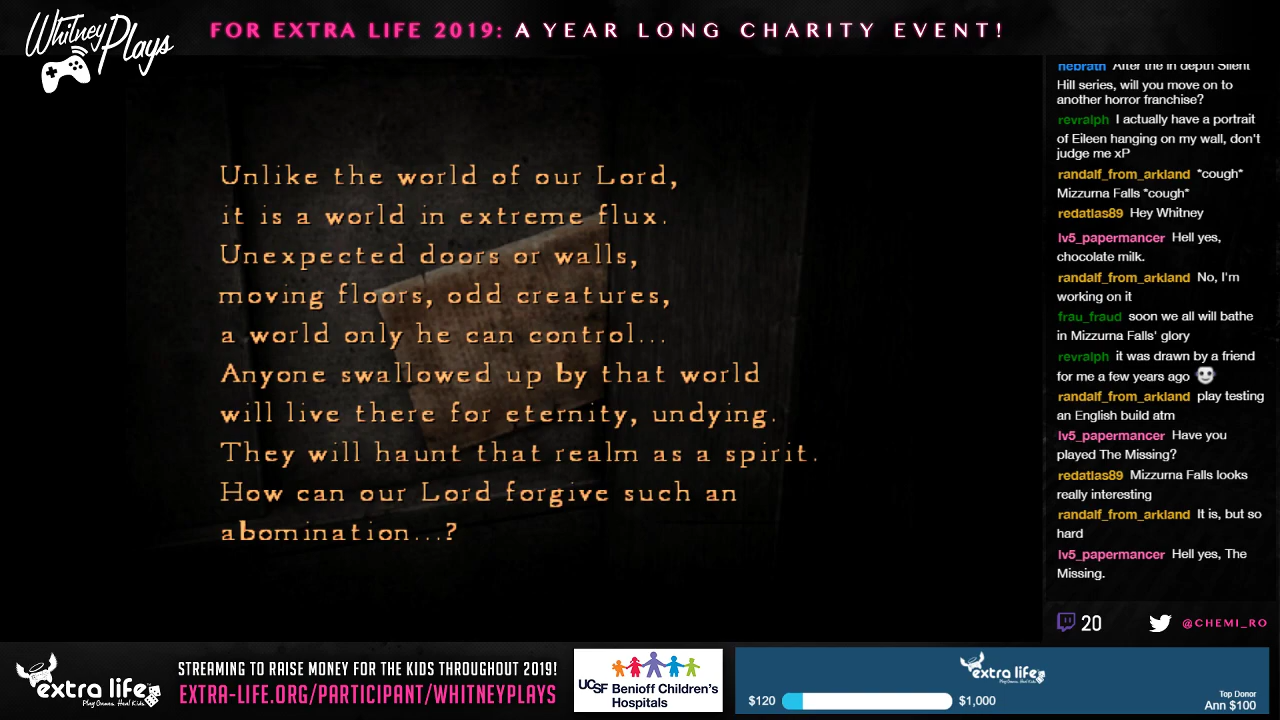 Whitney Plays
FOR EXTRA LIFE 2019: A YEAR LONG CHARITY EVENT!
Unlike the world of our Lord,
it is a world in extreme flux.
Unexpected doors or walls,
moving floors, odd creatures,
a world only he can control...
Anyone swallowed up by that world
will live there for eternity, undying.
They will haunt that realm as a spirit.
How can our Lord forgive such an
abomination...?
hebrath After the in depth Silent
Hill series, will you move on to
another horror franchise?
revralph I actually have a portrait
of Eileen hanging on my wall, don't
judge me xP
randalf_from_arkland *cough*
Mizzurna Falls *cough*
redatlas89 Hey Whitney
lv5_papermancer Hell yes,
chocolate milk.
randalf_from_arkland No, I'm
working on it
frau_fraud soon we all will bathe
in Mizzurna Falls' glory
revralph it was drawn by a friend
for me a few years ago
randalf_from_arkland play testing
an English build atm
lv5_papermancer Have you
played The Missing?
redatlas89 Mizzurna Falls looks
really interesting
randalf_from_arkland It is, but so
hard
lv5_papermancer Hell yes, The
Missing.
20
@CHEMI_RO
extra life
Play Games. Heal Kids.
STREAMING TO RAISE MONEY FOR THE KIDS THROUGHOUT 2019!
EXTRA-LIFE.ORG/PARTICIPANT/WHITNEYPLAYS
UCSF Benioff Children's
Hospitals
extra life
Play Games. Heal Kids.
$120
$1,000
Top Donor
Ann $100